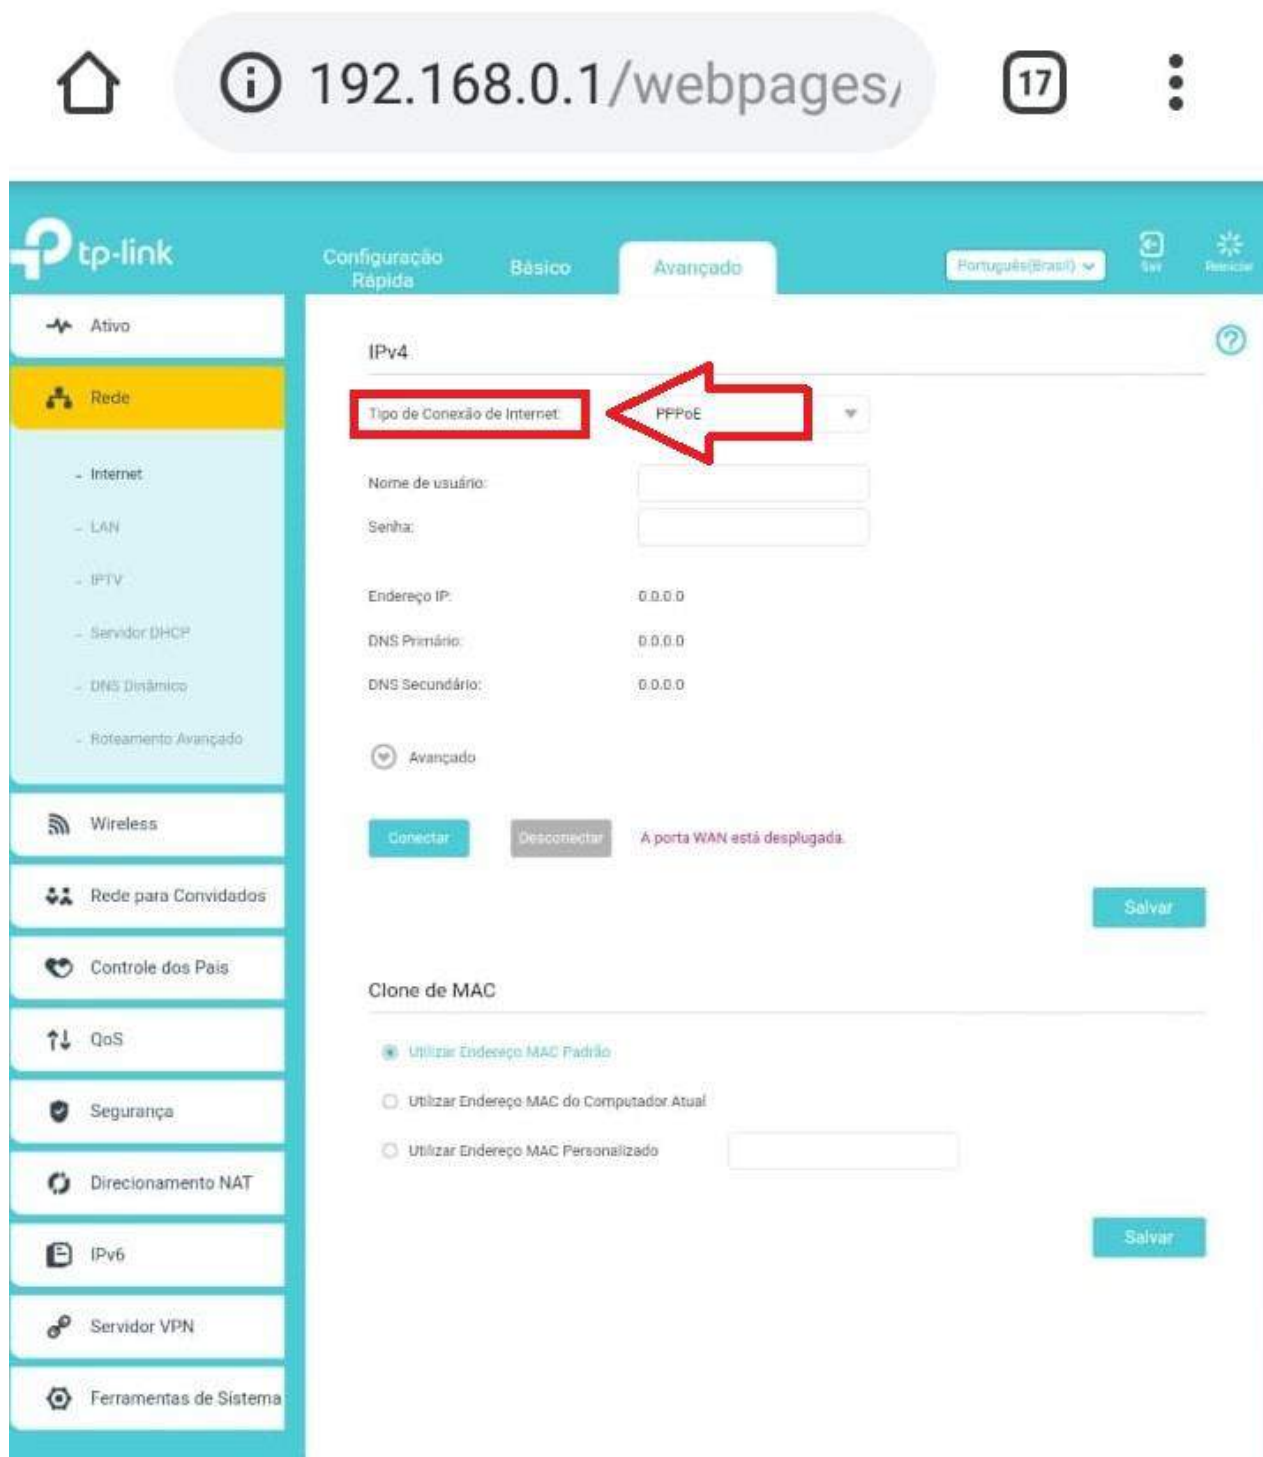 192.168.0.1/webpages/
17
tp-link
Configuração
Rápida
Básico
Avançado
Português(Brasil)
Sair
Reiniciar
Ativo
Rede
- Internet
- LAN
- IPTV
- Servidor DHCP
- DNS Dinâmico
- Roteamento Avançado
Wireless
Rede para Convidados
Controle dos Pais
QoS
Segurança
Direcionamento NAT
IPv6
Servidor VPN
Ferramentas de Sistema
IPv4
Tipo de Conexão de Internet:
PPPoE
Nome de usuário:
Senha:
Endereço IP: 0.0.0.0
DNS Primário: 0.0.0.0
DNS Secundário: 0.0.0.0
Avançado
Conectar
Desconectar
A porta WAN está desplugada.
Salvar
Clone de MAC
Utilizar Endereço MAC Padrão
Utilizar Endereço MAC do Computador Atual
Utilizar Endereço MAC Personalizado
Salvar